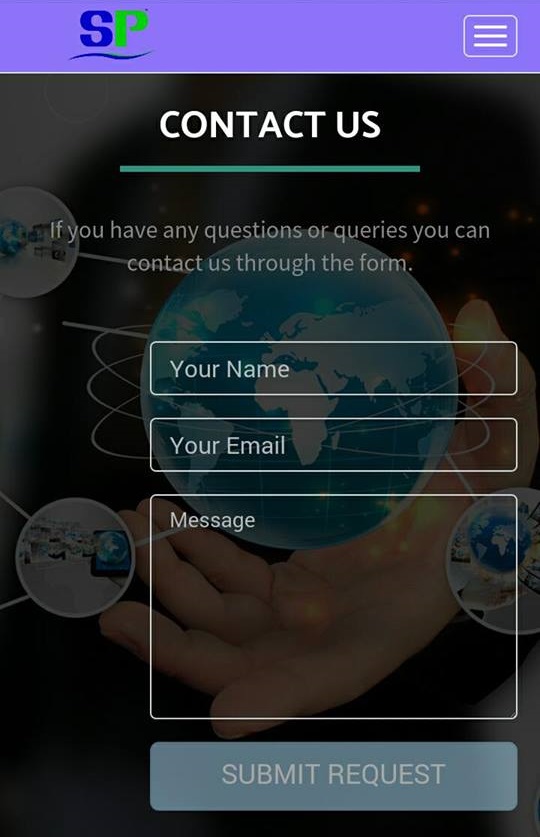 SP
CONTACT US
If you have any questions or queries you can
contact us through the form.
Your Name
Your Email
Message
SUBMIT REQUEST